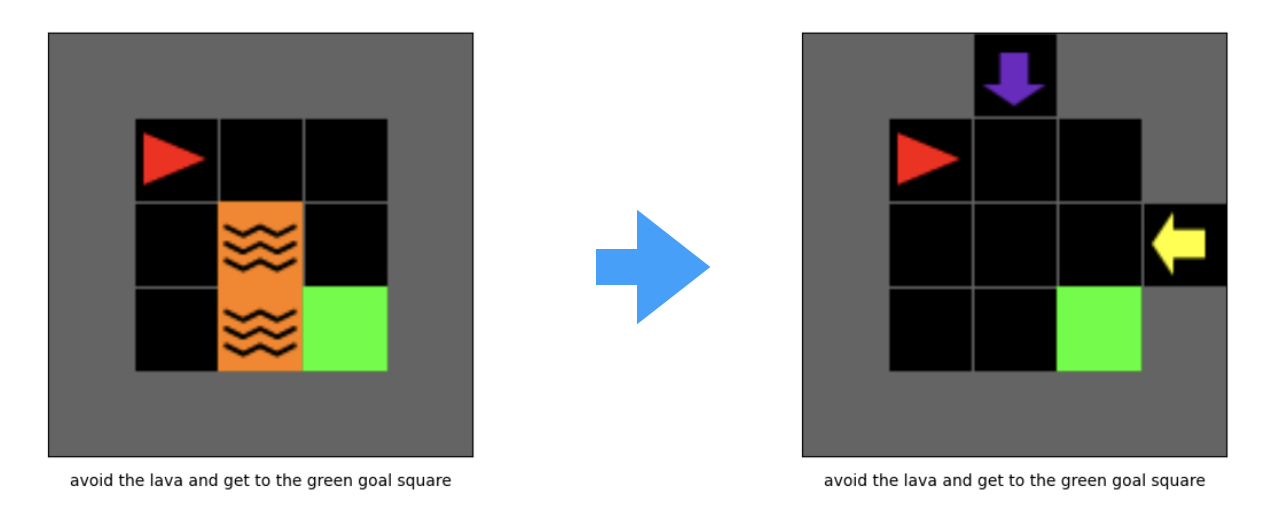 avoid the lava and get to the green goal square
avoid the lava and get to the green goal square